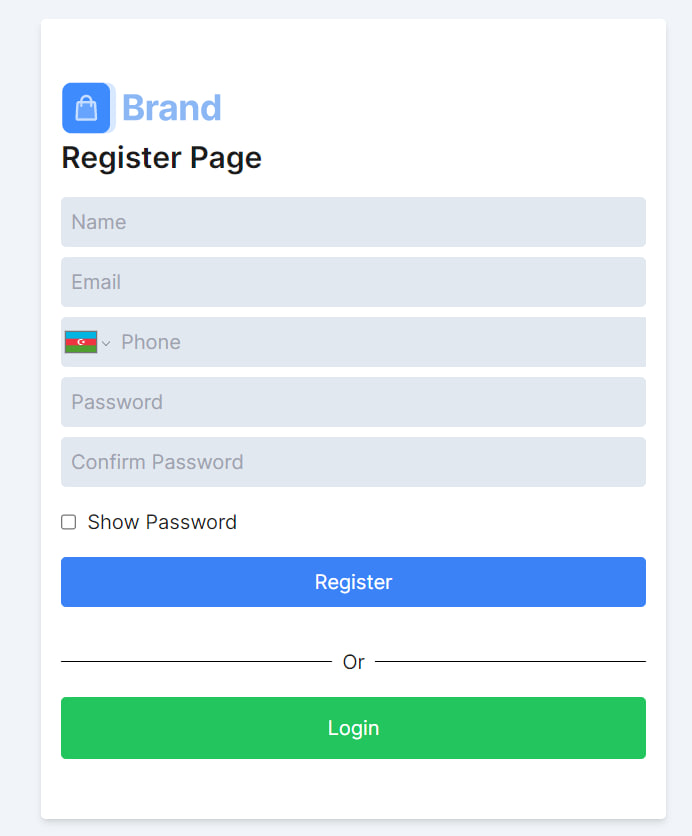 Brand
Register Page
Name
Email
Phone
Password
Confirm Password
Show Password
Register
Or
Login